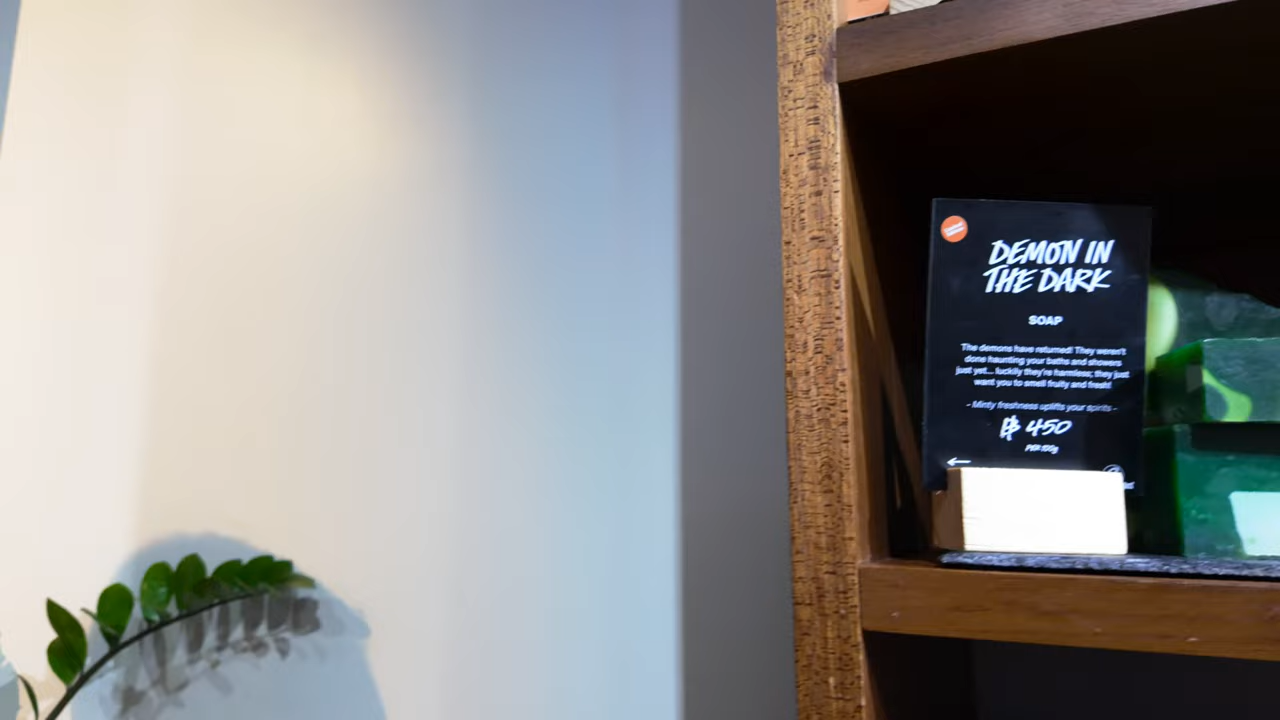 DEMON IN
THE DARK
SOAP
The demons have returned! They weren't
done haunting your baths and showers
just yet... luckily they're harmless; they just
want you to smell fruity and fresh!
- Minty freshness uplifts your spirits -
฿ 450
PER 100g